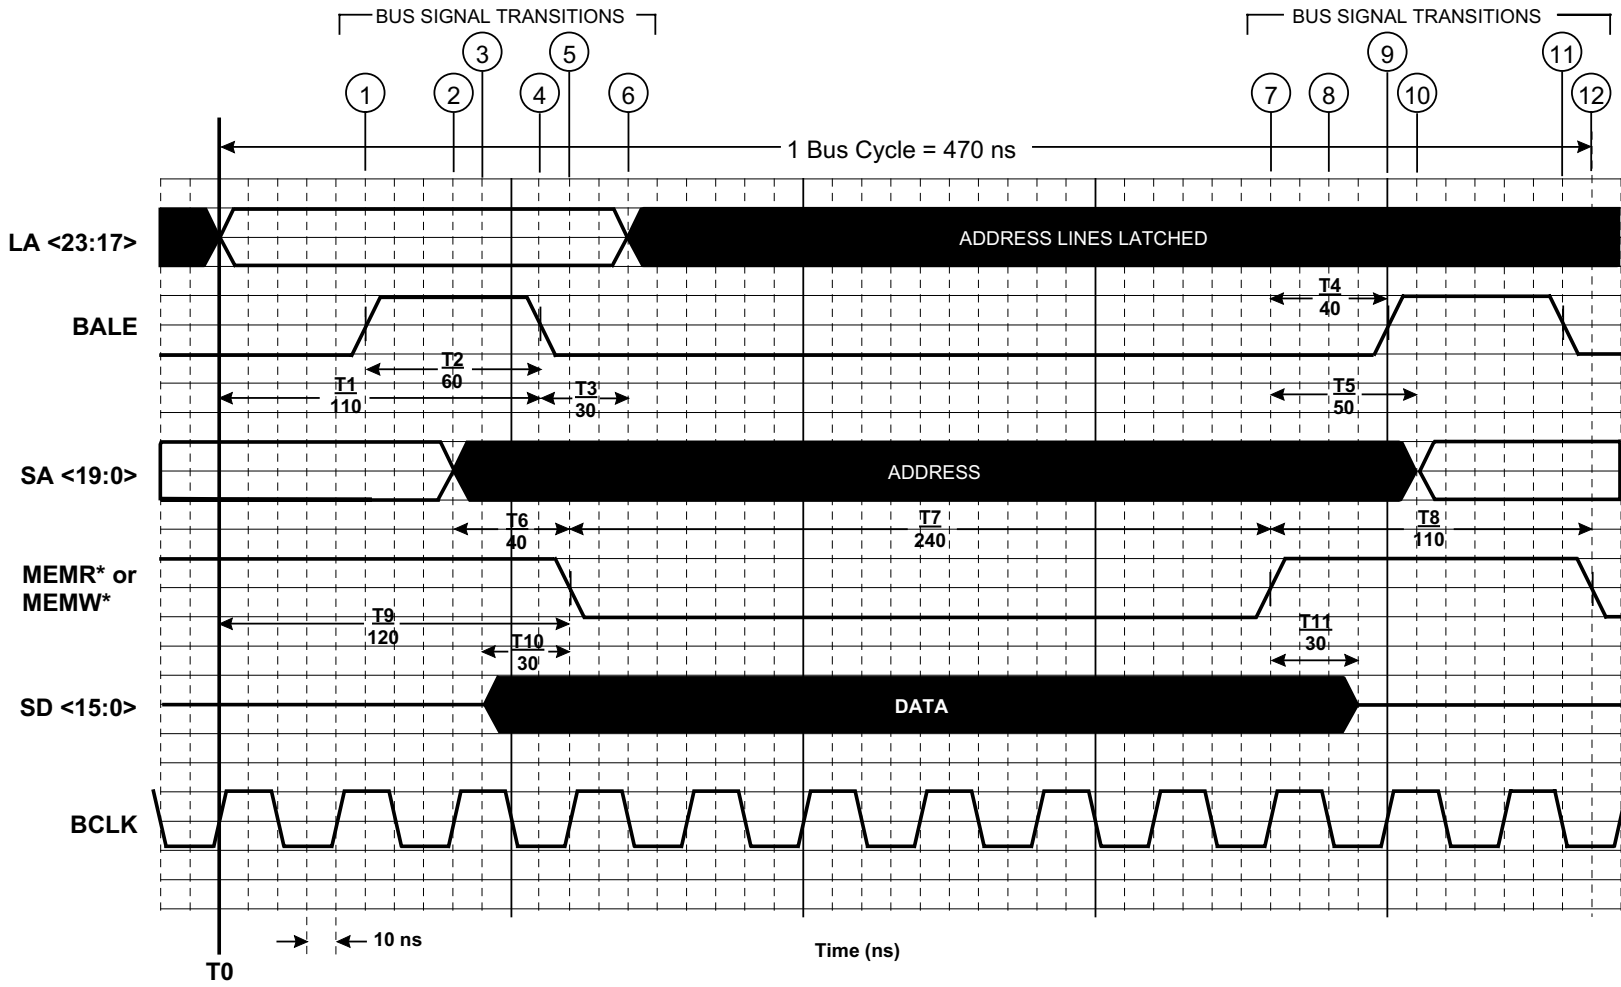 BUS SIGNAL TRANSITIONS
BUS SIGNAL TRANSITIONS
3
5
9
11
1
2
4
6
7
8
10
12
1 Bus Cycle = 470 ns
LA <23:17>
ADDRESS LINES LATCHED
BALE
T4
40
T2
60
T1
110
T3
30
T5
50
SA <19:0>
ADDRESS
T6
40
T7
240
T8
110
MEMR* or
MEMW*
T9
120
T10
30
T11
30
SD <15:0>
DATA
BCLK
10 ns
Time (ns)
T0